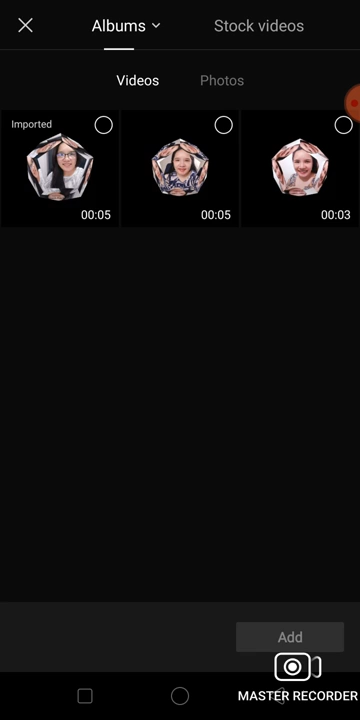 Albums
Stock videos
Videos
Photos
Imported
00:05
00:05
00:03
Add
MASTER RECORDER